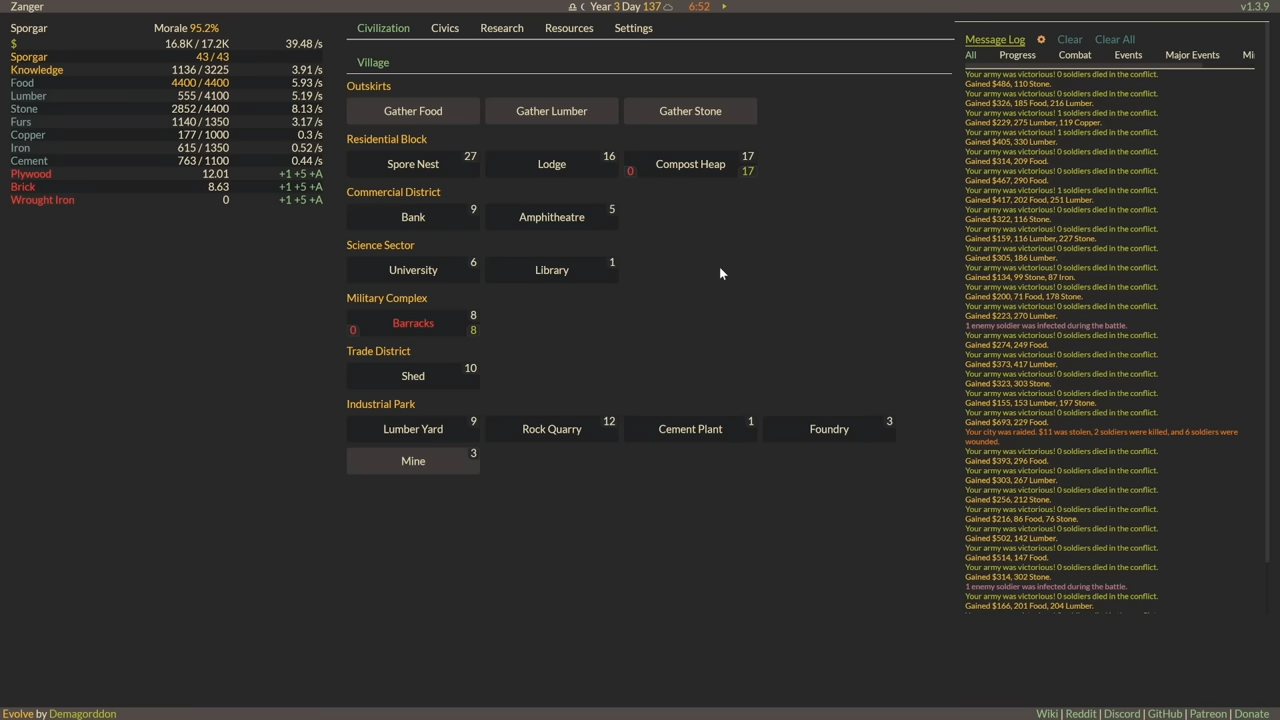 Zanger
Year 3 Day 137
6:52
v1.3.9
Sporgar Morale 95.2%
$ 16.8K / 17.2K 39.48 /s
Sporgar 43 / 43
Knowledge 1136 / 3225 3.91 /s
Food 4400 / 4400 5.93 /s
Lumber 555 / 4100 5.19 /s
Stone 2852 / 4400 8.13 /s
Furs 1140 / 1350 3.17 /s
Copper 177 / 1000 0.3 /s
Iron 615 / 1350 0.52 /s
Cement 763 / 1100 0.44 /s
Plywood 12.01 +1 +5 +A
Brick 8.63 +1 +5 +A
Wrought Iron 0 +1 +5 +A
Civilization Civics Research Resources Settings
Village
Outskirts
Gather Food Gather Lumber Gather Stone
Residential Block
Spore Nest 27 Lodge 16 Compost Heap 17
0 17
Commercial District
Bank 9 Amphitheatre 5
Science Sector
University 6 Library 1
Military Complex
Barracks 8
0 8
Trade District
Shed 10
Industrial Park
Lumber Yard 9 Rock Quarry 12 Cement Plant 1 Foundry 3
Mine 3
Message Log Clear Clear All
All Progress Combat Events Major Events Mi
Your army was victorious! 0 soldiers died in the conflict.
Gained $486, 110 Stone.
Your army was victorious! 0 soldiers died in the conflict.
Gained $326, 185 Food, 216 Lumber.
Your army was victorious! 1 soldiers died in the conflict.
Gained $229, 275 Lumber, 119 Copper.
Your army was victorious! 1 soldiers died in the conflict.
Gained $405, 330 Lumber.
Your army was victorious! 0 soldiers died in the conflict.
Gained $314, 209 Food.
Your army was victorious! 0 soldiers died in the conflict.
Gained $467, 290 Food.
Your army was victorious! 1 soldiers died in the conflict.
Gained $417, 202 Food, 251 Lumber.
Your army was victorious! 0 soldiers died in the conflict.
Gained $322, 116 Stone.
Your army was victorious! 0 soldiers died in the conflict.
Gained $159, 116 Lumber, 227 Stone.
Your army was victorious! 0 soldiers died in the conflict.
Gained $305, 186 Lumber.
Your army was victorious! 0 soldiers died in the conflict.
Gained $134, 99 Stone, 87 Iron.
Your army was victorious! 0 soldiers died in the conflict.
Gained $200, 71 Food, 178 Stone.
Your army was victorious! 0 soldiers died in the conflict.
Gained $223, 270 Lumber.
1 enemy soldier was infected during the battle.
Your army was victorious! 0 soldiers died in the conflict.
Gained $274, 249 Food.
Your army was victorious! 0 soldiers died in the conflict.
Gained $373, 417 Lumber.
Your army was victorious! 0 soldiers died in the conflict.
Gained $323, 303 Stone.
Your army was victorious! 0 soldiers died in the conflict.
Gained $155, 153 Lumber, 197 Stone.
Your army was victorious! 0 soldiers died in the conflict.
Gained $693, 229 Food.
Your city was raided. $11 was stolen, 2 soldiers were killed, and 6 soldiers were
wounded.
Your army was victorious! 0 soldiers died in the conflict.
Gained $393, 296 Food.
Your army was victorious! 0 soldiers died in the conflict.
Gained $303, 267 Lumber.
Your army was victorious! 0 soldiers died in the conflict.
Gained $256, 212 Stone.
Your army was victorious! 0 soldiers died in the conflict.
Gained $216, 86 Food, 76 Stone.
Your army was victorious! 0 soldiers died in the conflict.
Gained $502, 142 Lumber.
Your army was victorious! 0 soldiers died in the conflict.
Gained $514, 147 Food.
Your army was victorious! 0 soldiers died in the conflict.
Gained $314, 302 Stone.
1 enemy soldier was infected during the battle.
Your army was victorious! 0 soldiers died in the conflict.
Gained $166, 201 Food, 204 Lumber.
Evolve by Demagorddon
Wiki | Reddit | Discord | GitHub | Patreon | Donate